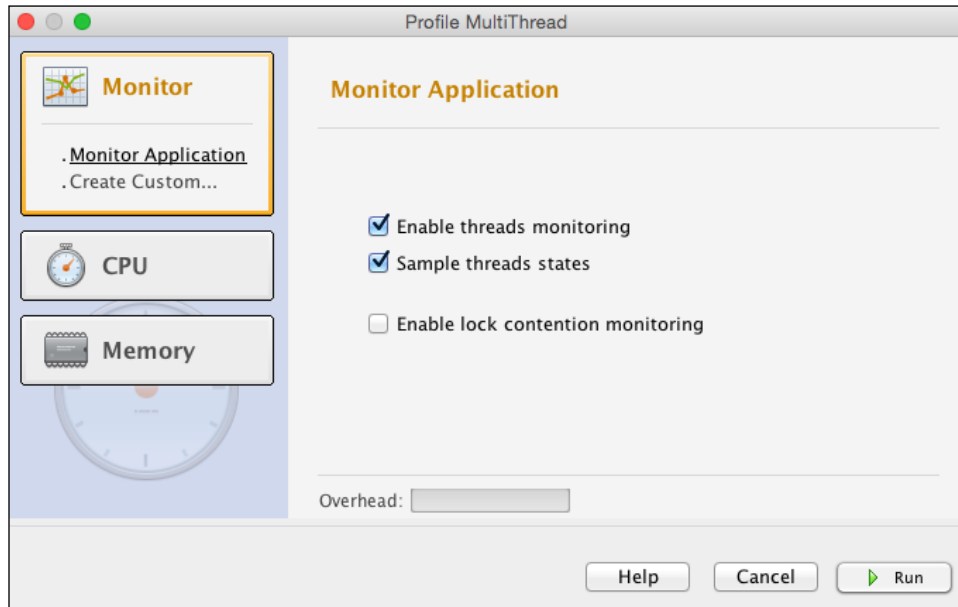 Profile MultiThread
Monitor
. Monitor Application
. Create Custom...
CPU
Memory
Monitor Application
Enable threads monitoring
Sample threads states
Enable lock contention monitoring
Overhead:
Help
Cancel
Run